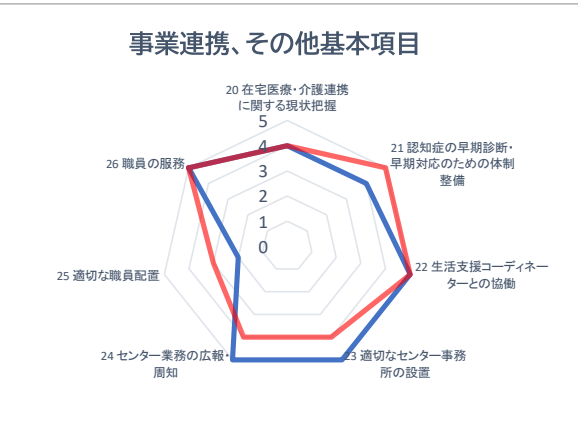 事業連携、その他基本項目
20 在宅医療・介護連携
に関する現状把握
5
4
3
2
1
0
21 認知症の早期診断・
早期対応のための体制
整備
22 生活支援コーディネー
ターとの協働
23 適切なセンター事務
所の設置
24 センター業務の広報・
周知
25 適切な職員配置
26 職員の服務